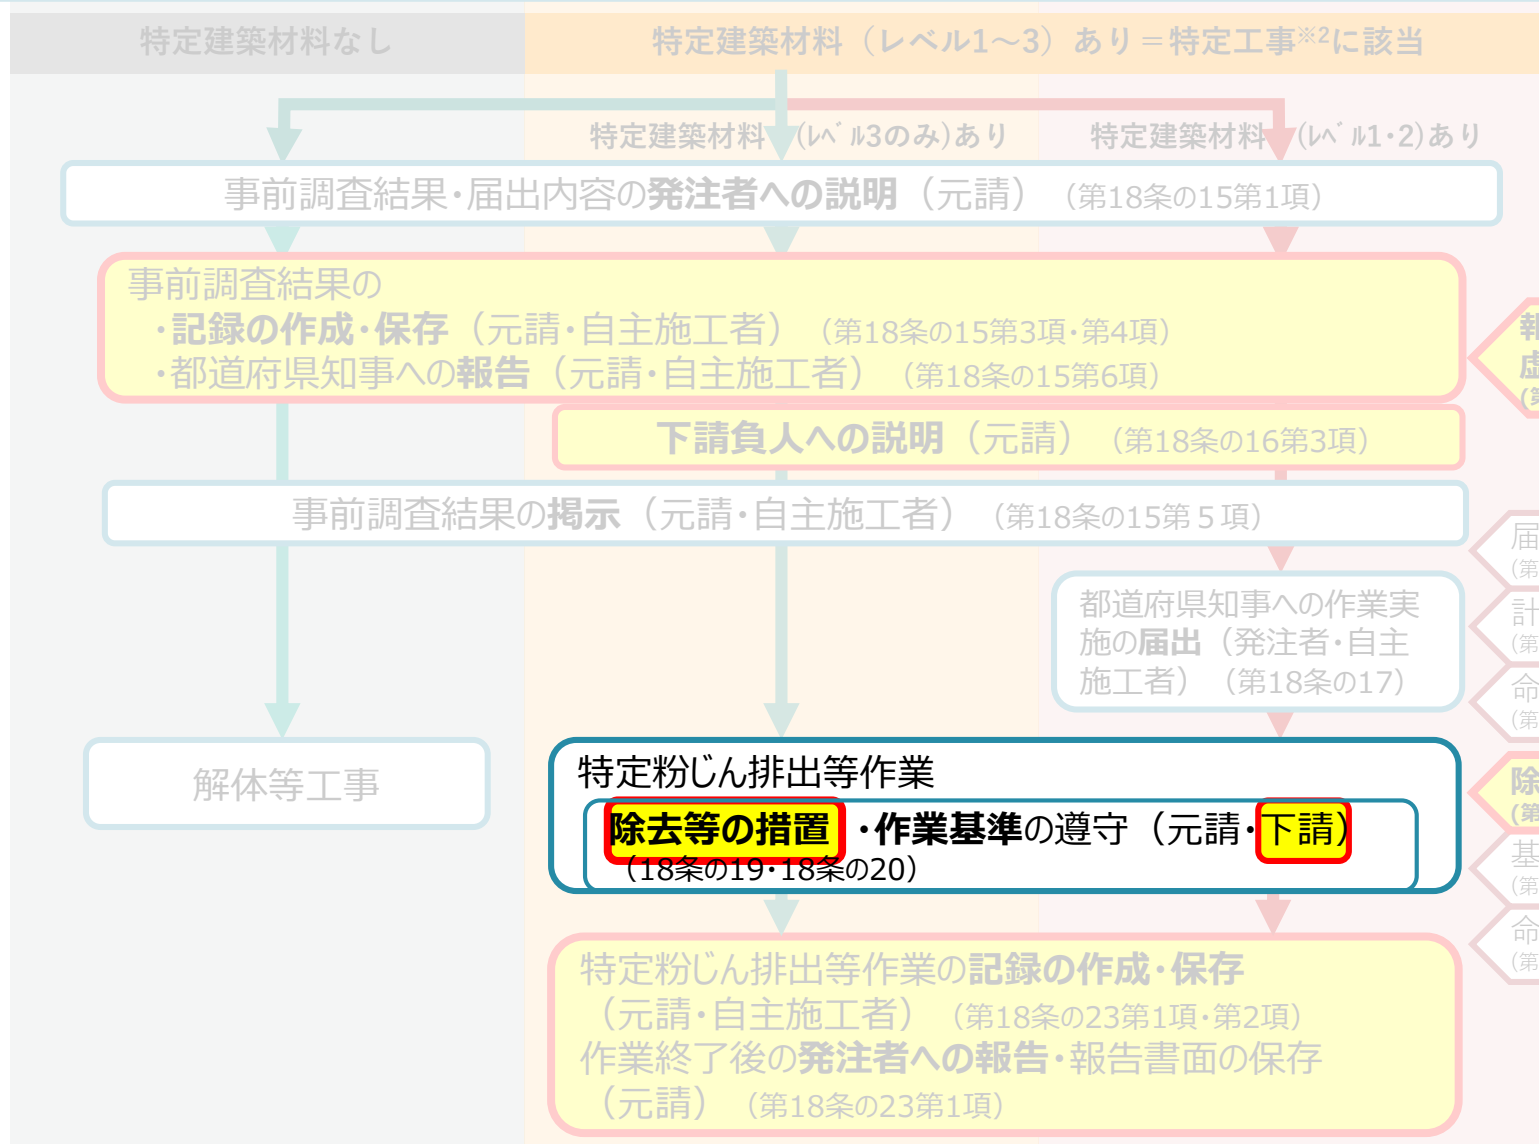 特定建築材料なし
特定建築材料（レベル1～3）あり＝特定工事※2に該当
特定建築材料 (ﾚﾍﾞﾙ3のみ)あり
特定建築材料 (ﾚﾍﾞﾙ1・2)あり
事前調査結果・届出内容の発注者への説明（元請）（第18条の15第1項）
事前調査結果の
・記録の作成・保存（元請・自主施工者）（第18条の15第3項・第4項）
・都道府県知事への報告（元請・自主施工者）（第18条の15第6項）
下請負人への説明（元請）（第18条の16第3項）
事前調査結果の掲示（元請・自主施工者）（第18条の15第５項）
届
(第
都道府県知事への作業実
施の届出（発注者・自主
施工者）（第18条の17）
計
(第
命
(第
解体等工事
特定粉じん排出等作業
除去等の措置・作業基準の遵守（元請・下請）
（18条の19・18条の20）
除
(第
基
(第
命
(第
特定粉じん排出等作業の記録の作成・保存
（元請・自主施工者）（第18条の23第1項・第2項）
作業終了後の発注者への報告・報告書面の保存
（元請）（第18条の23第1項）